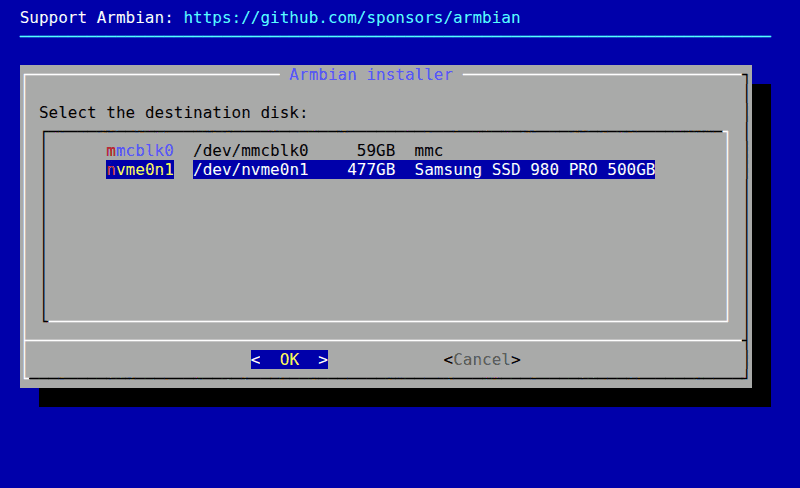 Support Armbian: https://github.com/sponsors/armbian
Armbian installer
Select the destination disk:
mmcblk0 /dev/mmcblk0 59GB mmc
nvme0n1 /dev/nvme0n1 477GB Samsung SSD 980 PRO 500GB
< OK > <Cancel>